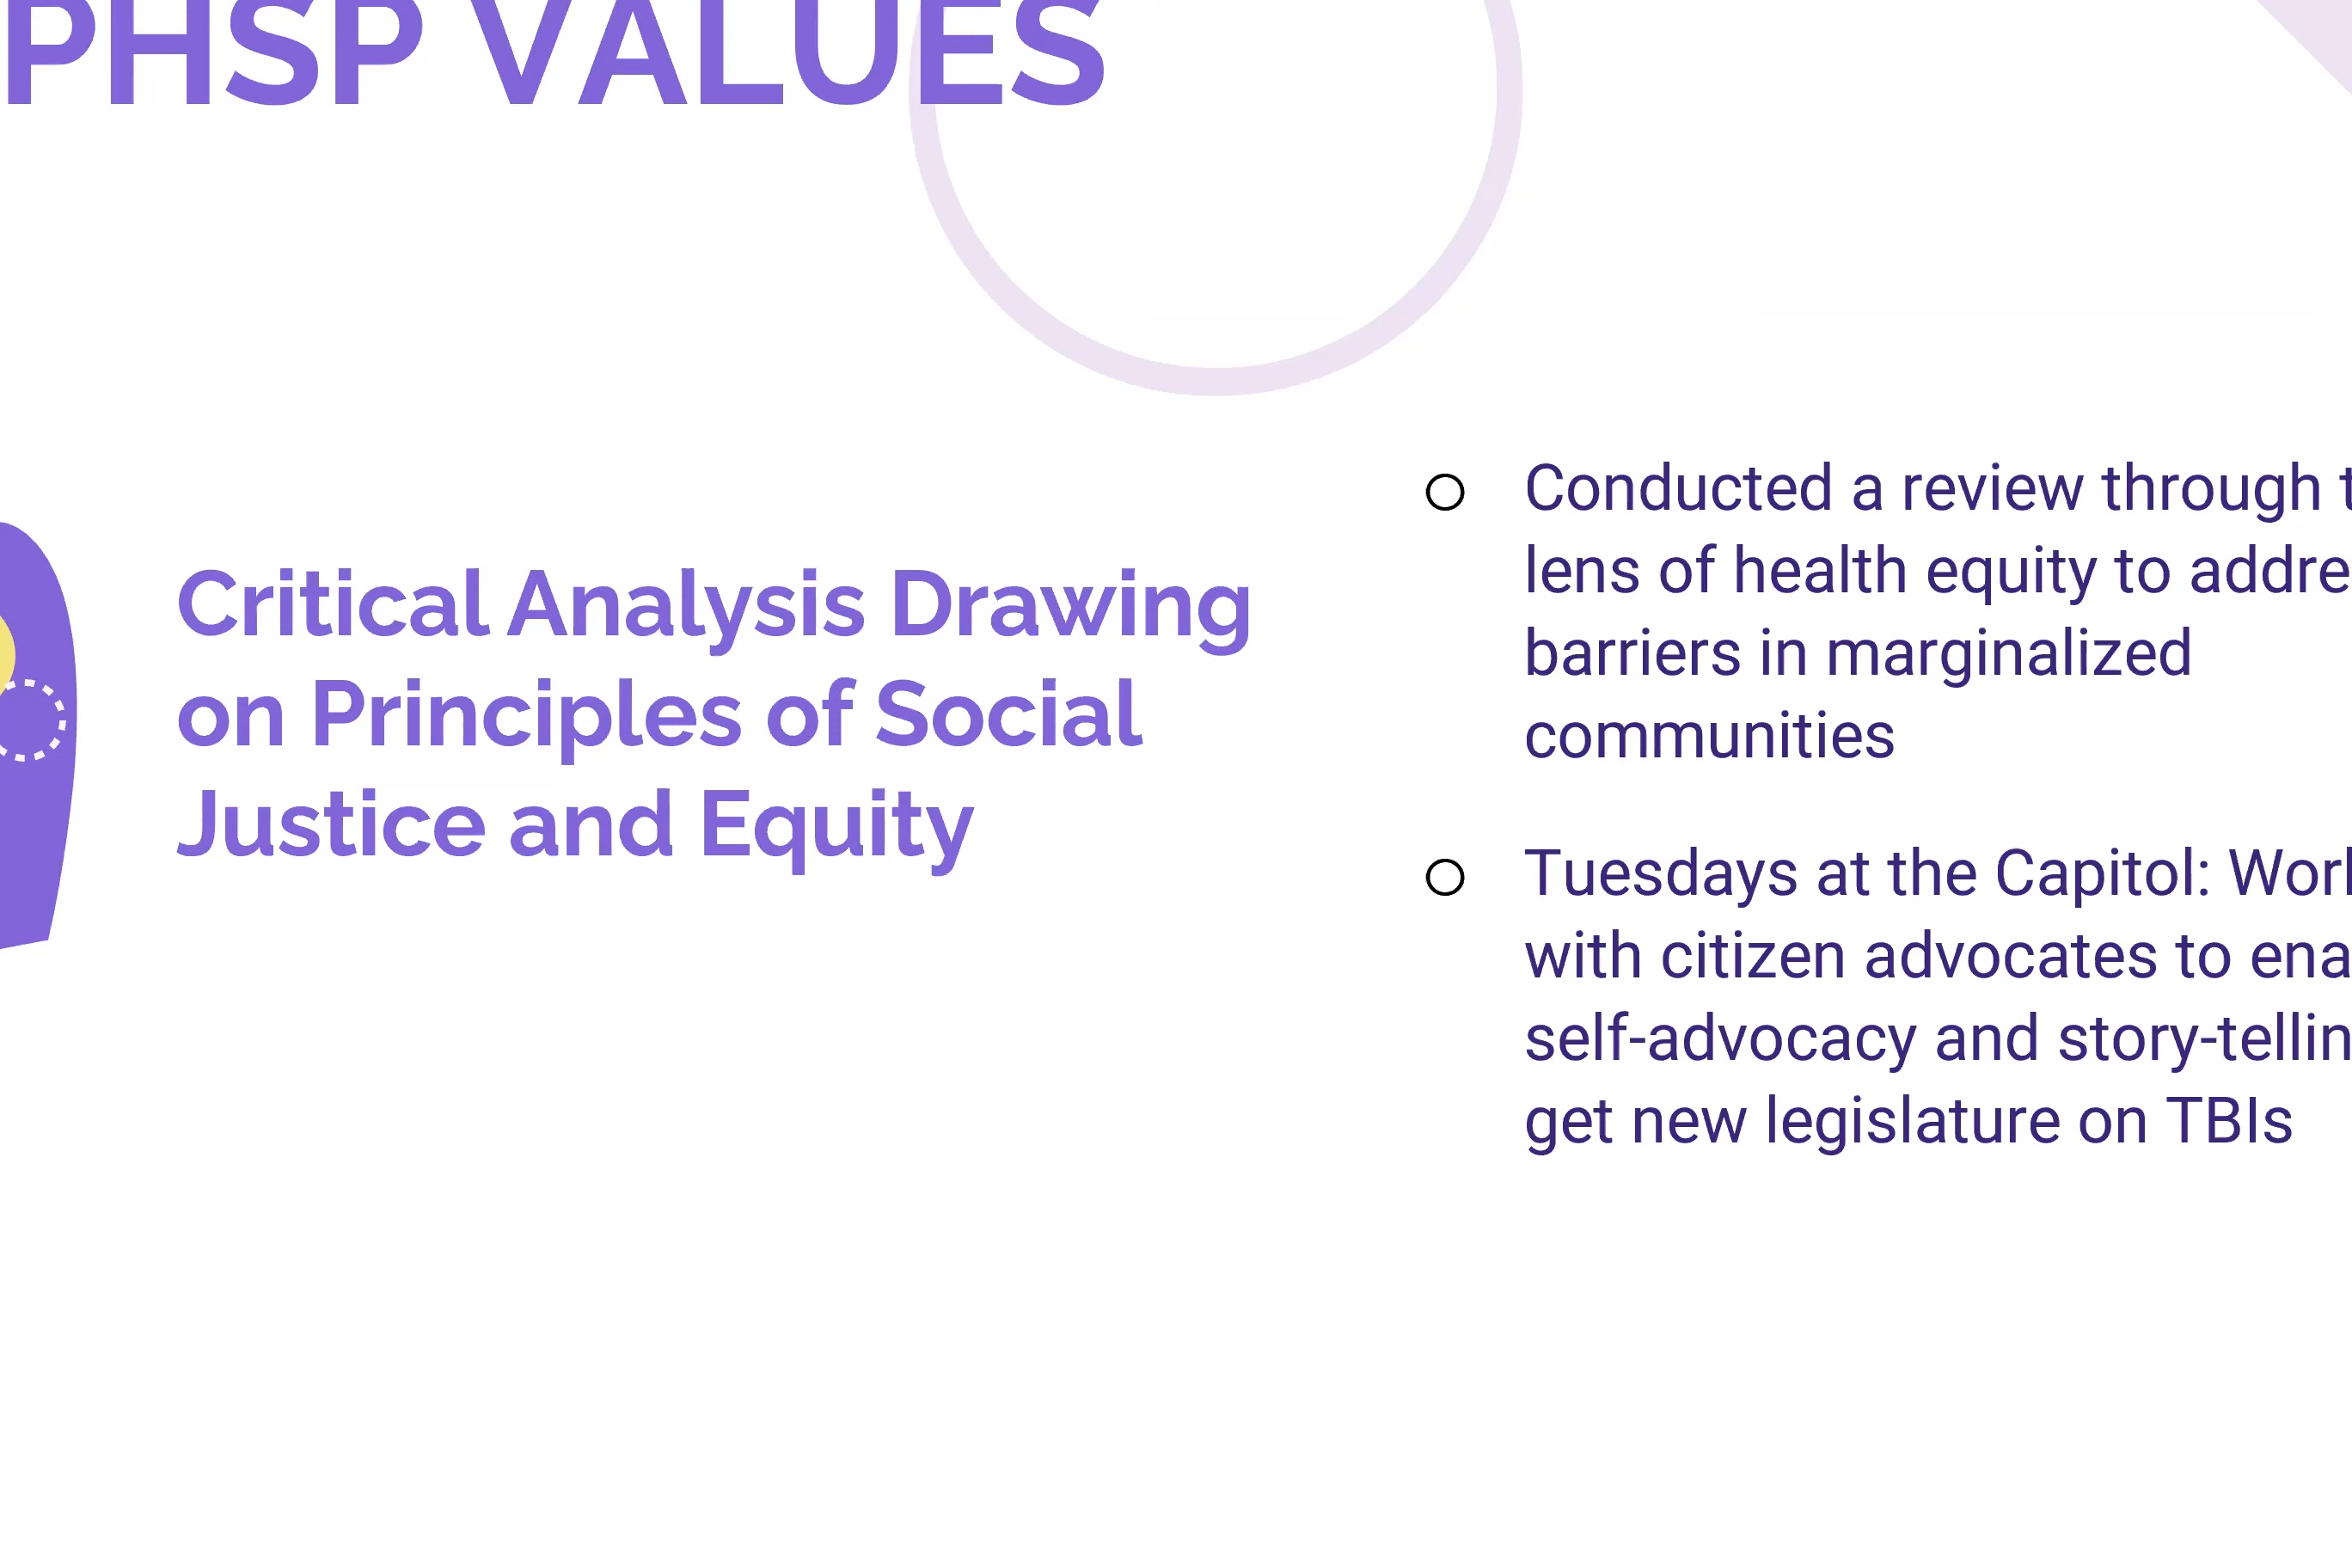 PHSP VALUES
Critical Analysis Drawing
on Principles of Social
Justice and Equity
Conducted a review through
lens of health equity to
barriers in marginalized
communities
Tuesdays at the Capitol:
with citizen advocates to
self-advocacy and
get new legislature on TBIs